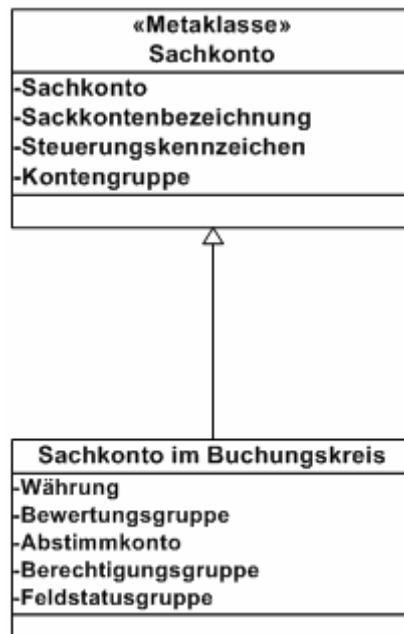 «Metaklasse»
Sachkonto
-Sachkonto
-Sackkontenbezeichnung
-Steuerungskennzeichen
-Kontengruppe
Sachkonto im Buchungskreis
-Währung
-Bewertungsgruppe
-Abstimmkonto
-Berechtigungsgruppe
-Feldstatusgruppe